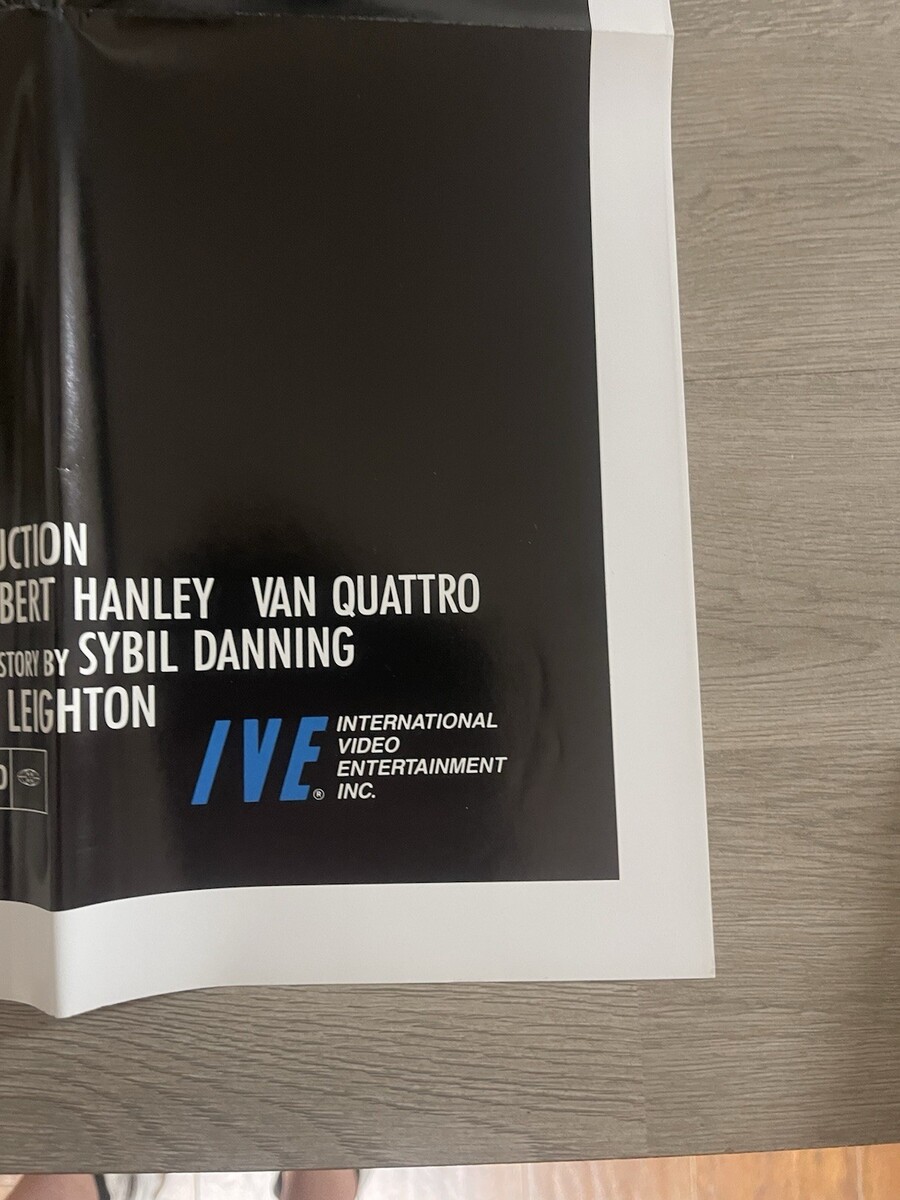 UCTION
BERT HANLEY VAN QUATTRO
STORY BY SYBIL DANNING
LEIGHTON
IVE® INTERNATIONAL
VIDEO
ENTERTAINMENT
INC.